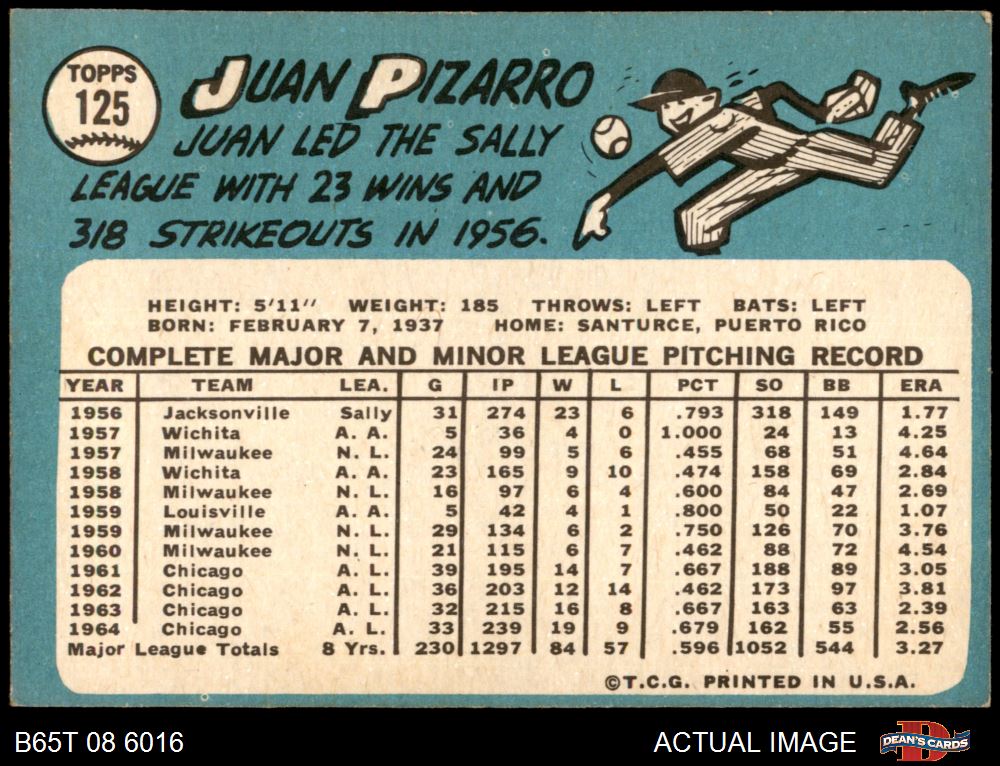 TOPPS
125
JUAN PIZARRO
JUAN LED THE SALLY
LEAGUE WITH 23 WINS AND
318 STRIKEOUTS IN 1956.
HEIGHT: 5'11" WEIGHT: 185 THROWS: LEFT BATS: LEFT
BORN: FEBRUARY 7, 1937 HOME: SANTURCE, PUERTO RICO
COMPLETE MAJOR AND MINOR LEAGUE PITCHING RECORD
YEAR TEAM LEA. G IP W L PCT SO BB ERA
1956 Jacksonville Sally 31 274 23 6 .793 318 149 1.77
1957 Wichita A. A. 5 36 4 0 1.000 24 13 4.25
1957 Milwaukee N. L. 24 99 5 6 .455 68 51 4.64
1958 Wichita A. A. 23 165 9 10 .474 158 69 2.84
1958 Milwaukee N. L. 16 97 6 4 .600 84 47 2.69
1959 Louisville A. A. 5 42 4 1 .800 50 22 1.07
1959 Milwaukee N. L. 29 134 6 2 .750 126 70 3.76
1960 Milwaukee N. L. 21 115 6 7 .462 88 72 4.54
1961 Chicago A. L. 39 195 14 7 .667 188 89 3.05
1962 Chicago A. L. 36 203 12 14 .462 173 97 3.81
1963 Chicago A. L. 32 215 16 8 .667 163 63 2.39
1964 Chicago A. L. 33 239 19 9 .679 162 55 2.56
Major League Totals 8 Yrs. 230 1297 84 57 .596 1052 544 3.27
©T.C.G. PRINTED IN U.S.A.
B65T 08 6016 ACTUAL IMAGE D DEAN'S CARDS